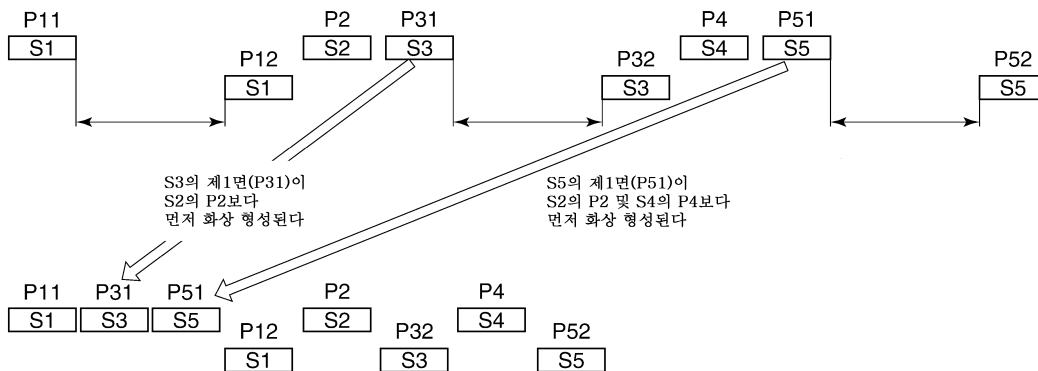 P11 P2 P31 P4 P51
S1 S2 S3 S4 S5
P12 P32 P52
S1 S3 S5
S3의 제1면(P31)이
S2의 P2보다
먼저 화상 형성된다
S5의 제1면(P51)이
S2의 P2 및 S4의 P4보다
먼저 화상 형성된다
P11 P31 P51 P2 P4
S1 S3 S5 S2 S4
P12 P32 P52
S1 S3 S5